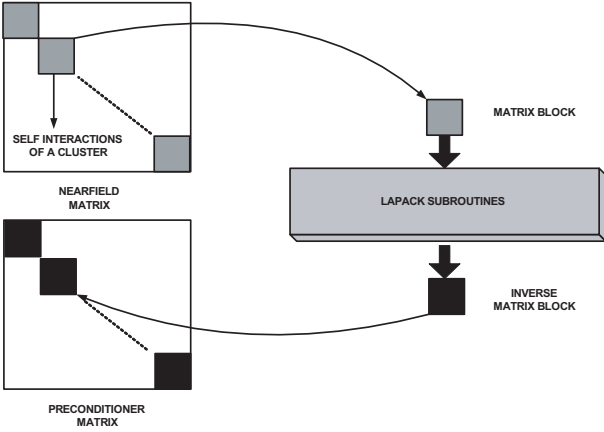 SELF INTERACTIONS
OF A CLUSTER
NEARFIELD
MATRIX
MATRIX BLOCK
LAPACK SUBROUTINES
INVERSE
MATRIX BLOCK
PRECONDITIONER
MATRIX